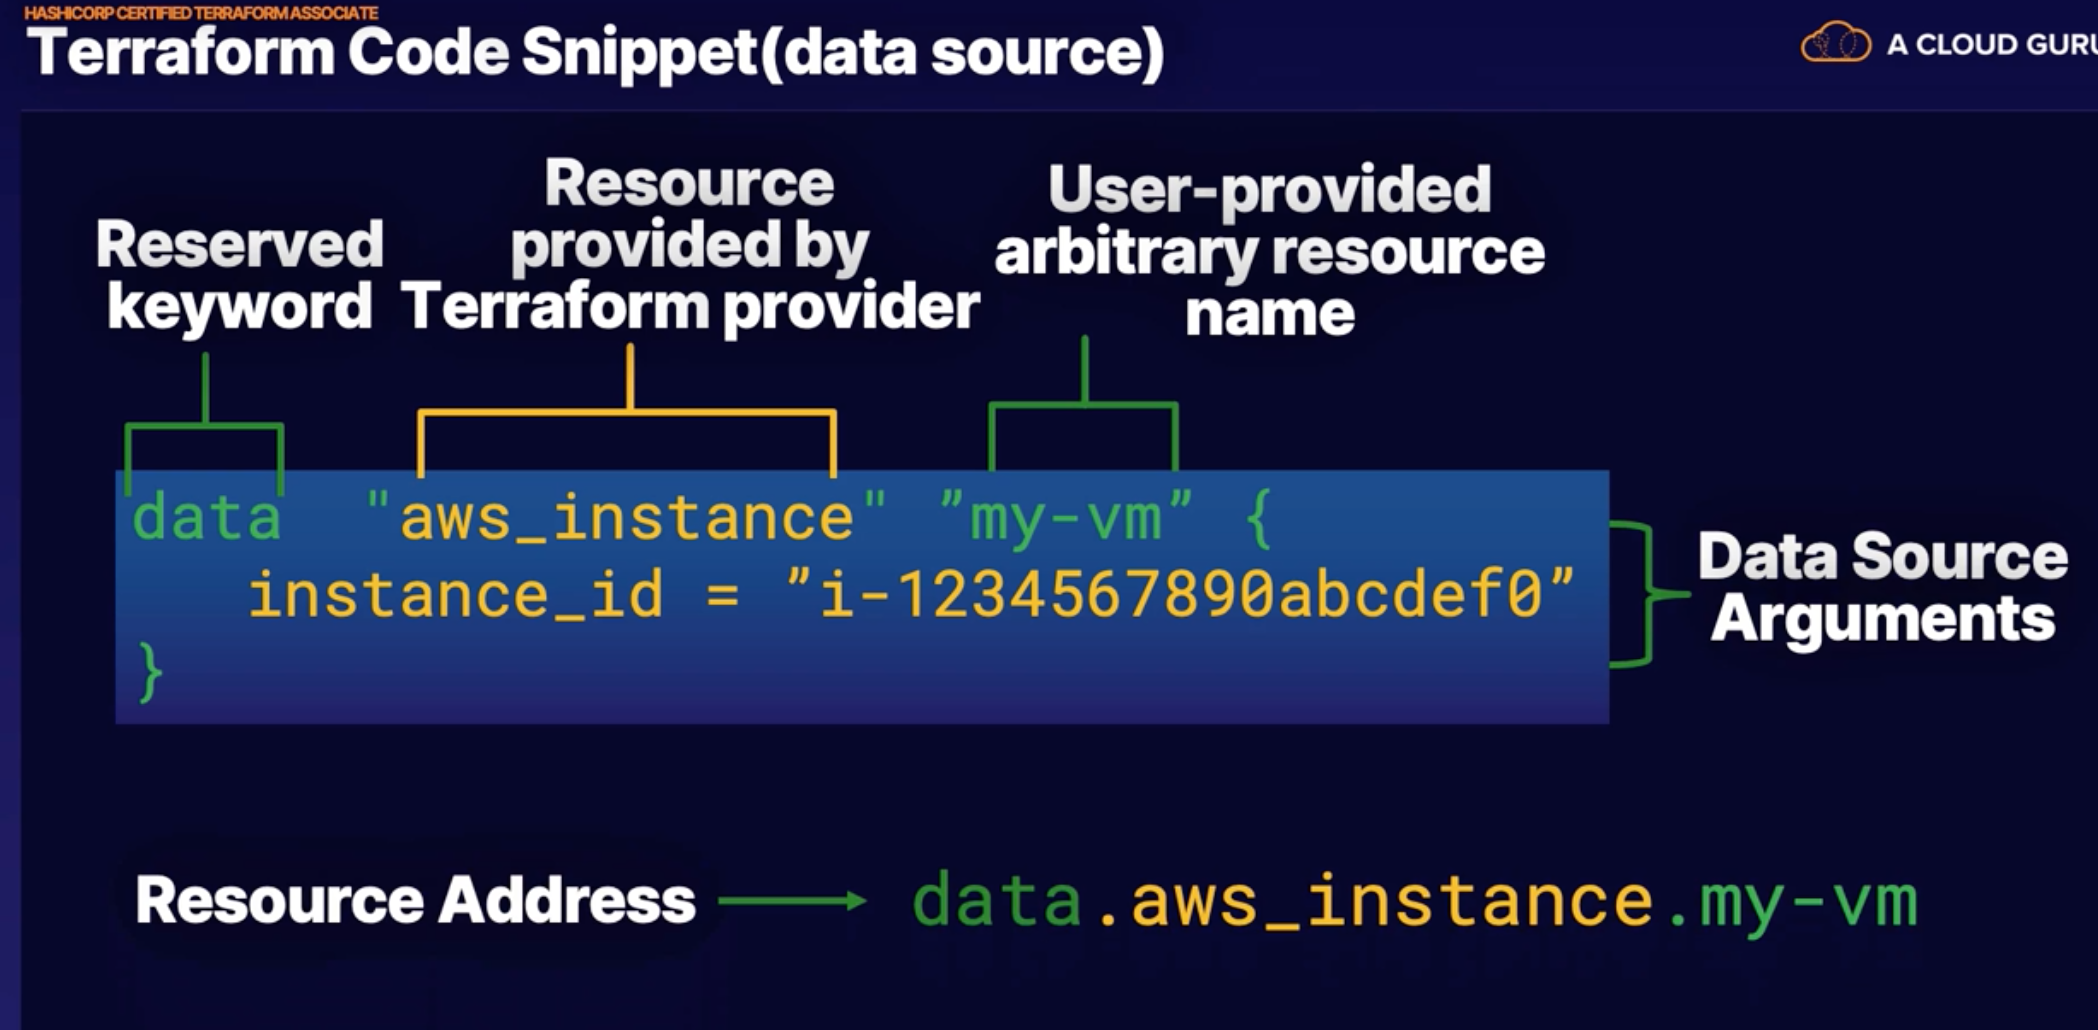 HASHICORP CERTIFIED TERRAFORM ASSOCIATE
Terraform Code Snippet(data source)
A CLOUD GURU
Reserved
keyword
Resource
provided by
Terraform provider
User-provided
arbitrary resource
name
data "aws_instance" ”my-vm” {
instance_id = ”i-1234567890abcdef0”
}
Data Source
Arguments
Resource Address
data.aws_instance.my-vm